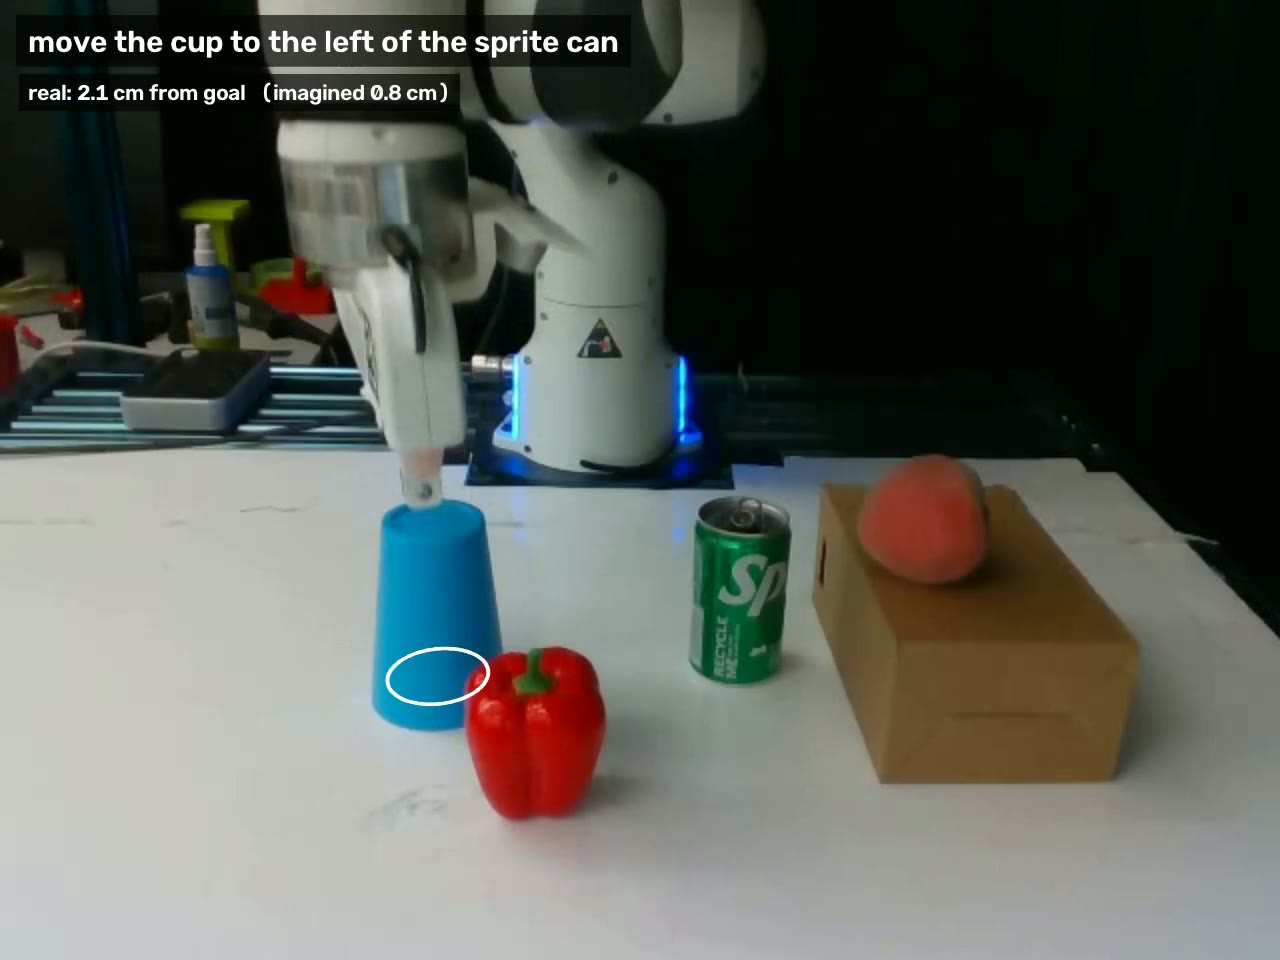 move the cup to the left of the sprite can
real: 2.1 cm from goal (imagined 0.8 cm)
Sp
RECYCLE
ME